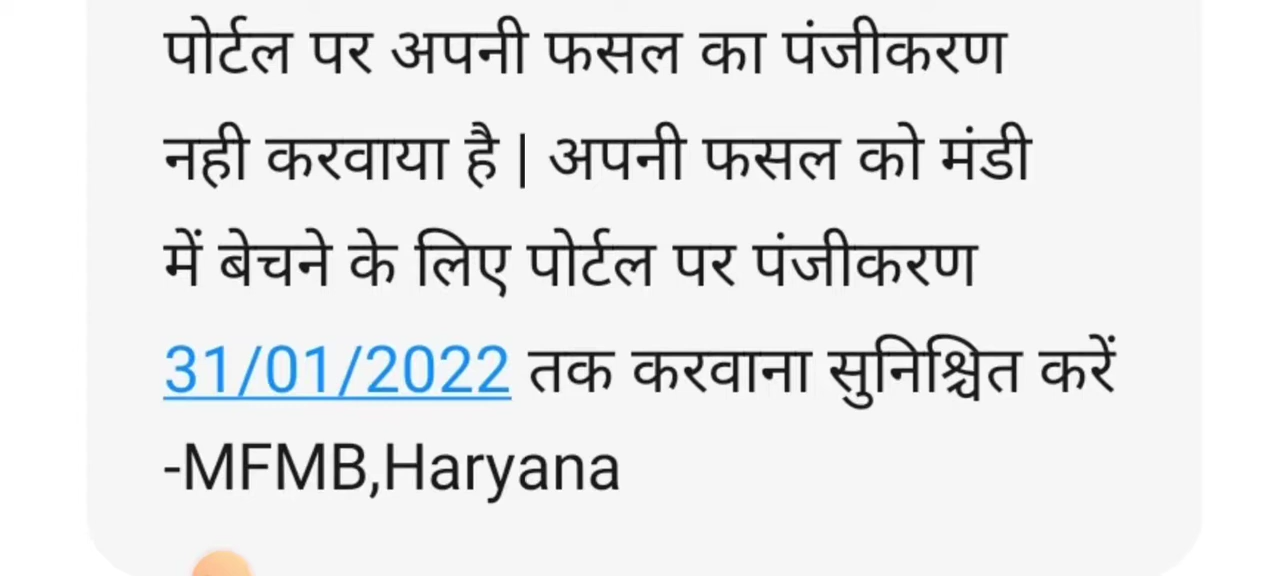 पोर्टल पर अपनी फसल का पंजीकरण
नही करवाया है | अपनी फसल को मंडी
में बेचने के लिए पोर्टल पर पंजीकरण
31/01/2022 तक करवाना सुनिश्चित करें
-MFMB,Haryana